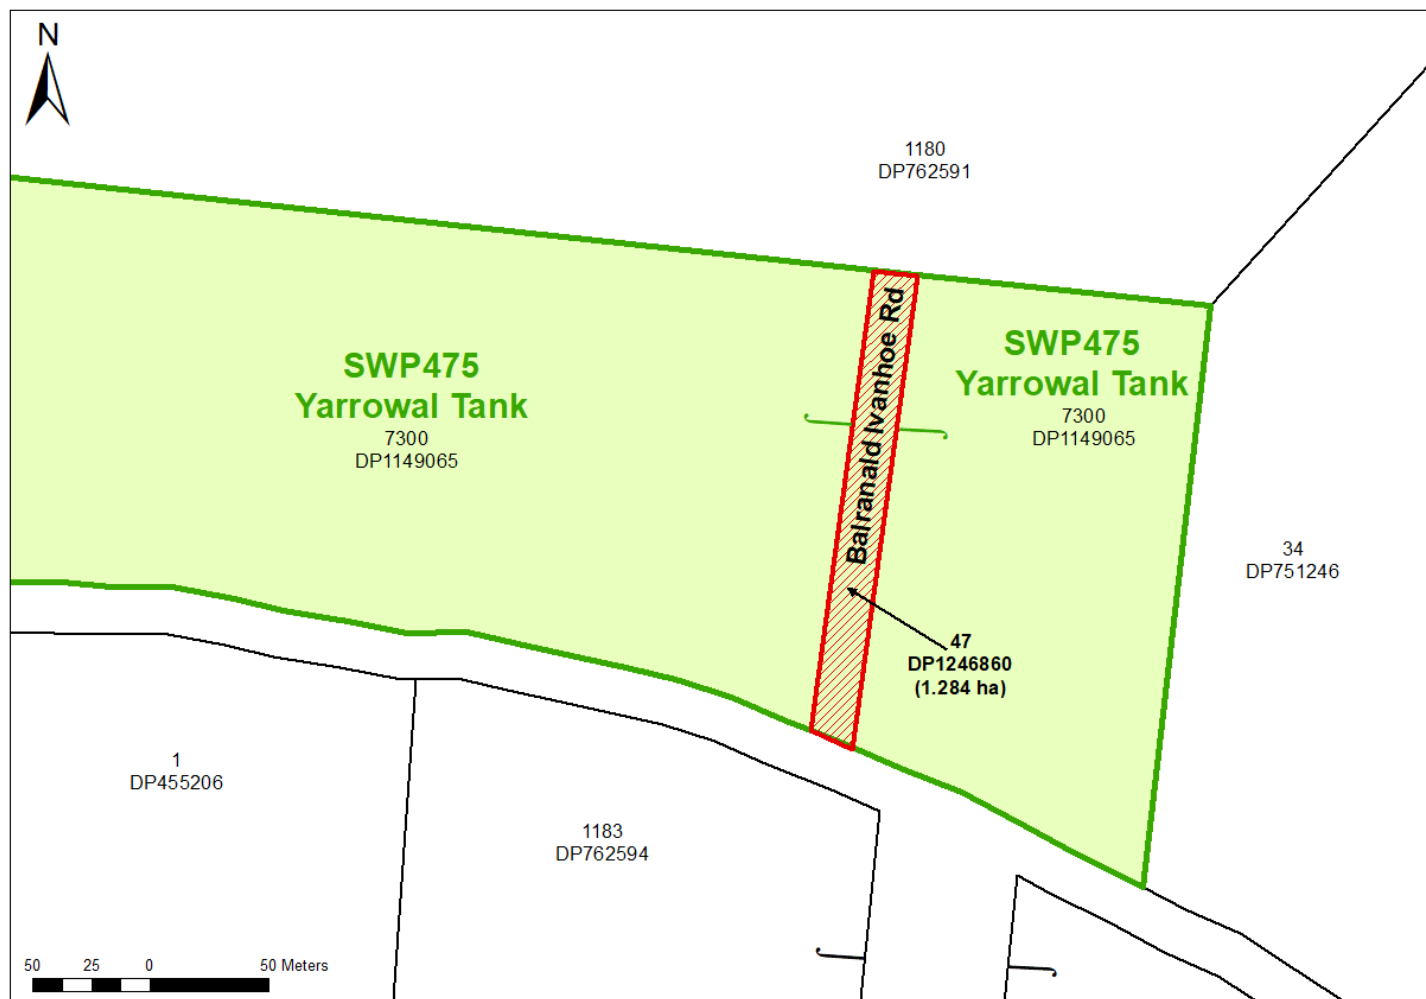 N
1180
DP762591
SWP475
Yarrowal Tank
7300
DP1149065
Balranald Ivanhoe Rd
SWP475
Yarrowal Tank
7300
DP1149065
34
DP751246
47
DP1246860
(1.284 ha)
1
DP455206
1183
DP762594
50 25 0 50 Meters